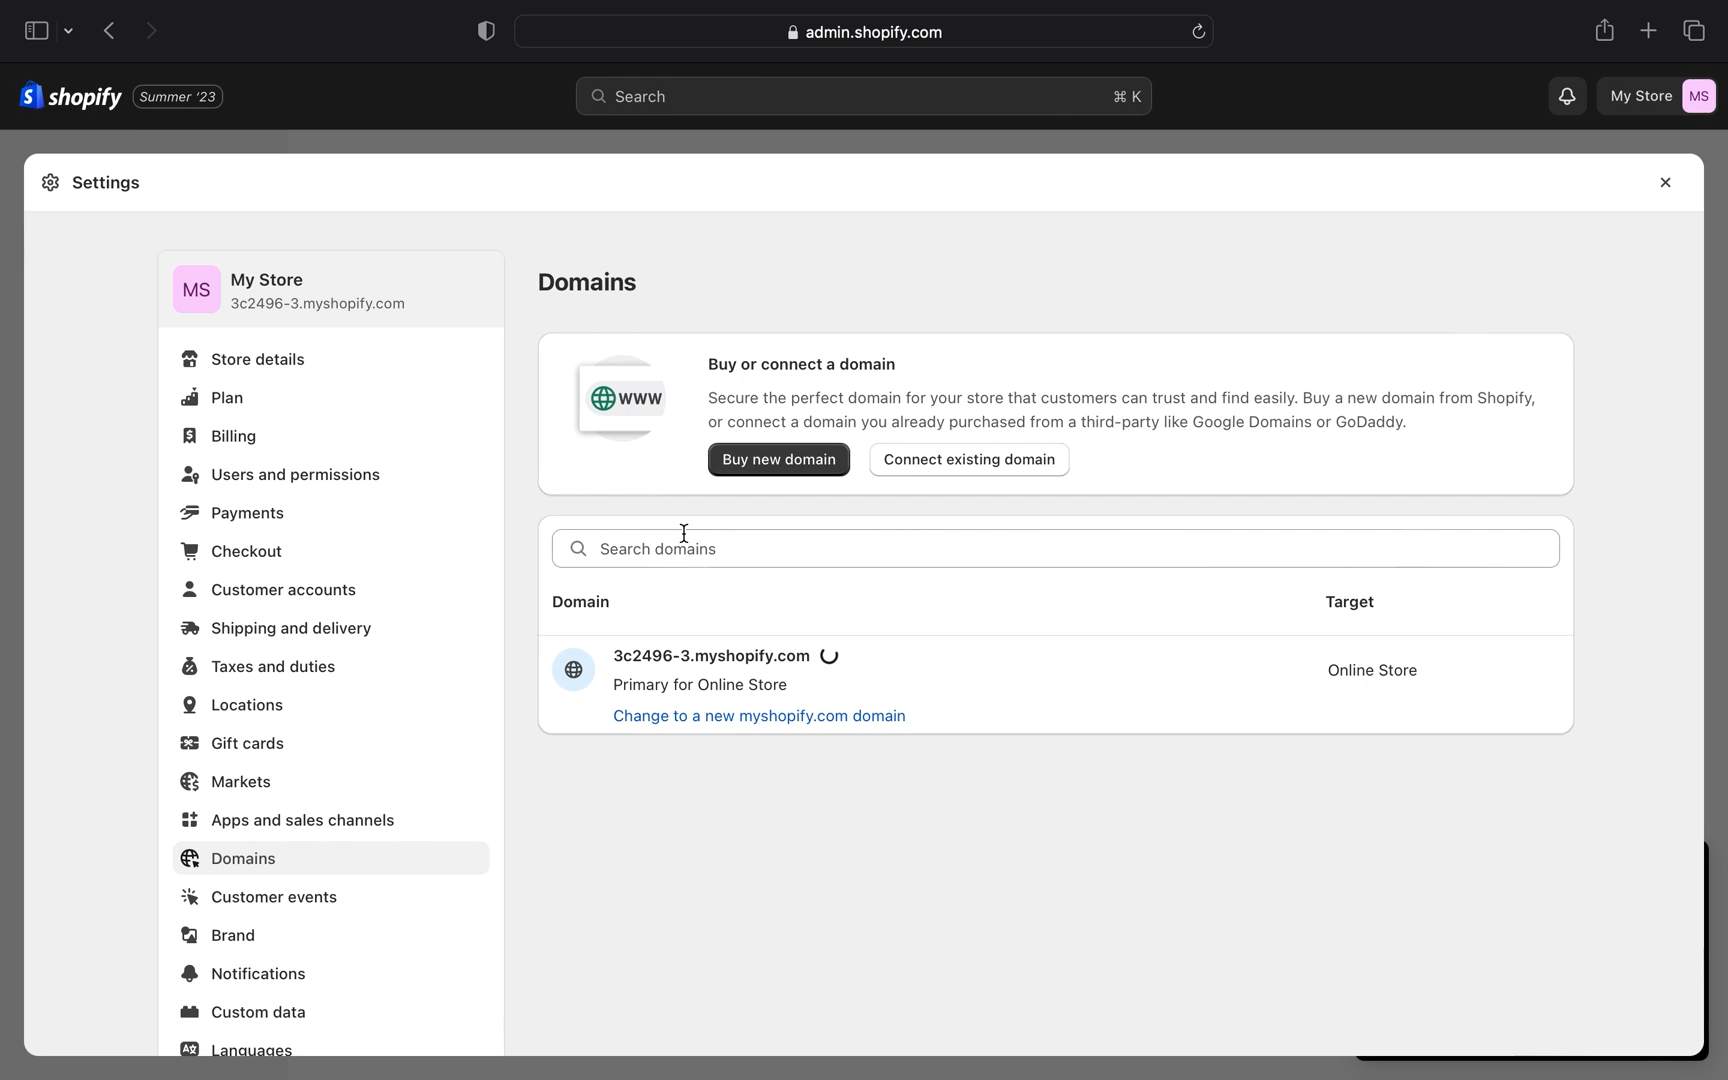 admin.shopify.com
shopify
Summer '23
Search
⌘ K
My Store
MS
Settings
MS
My Store
3c2496-3.myshopify.com
Store details
Plan
Billing
Users and permissions
Payments
Checkout
Customer accounts
Shipping and delivery
Taxes and duties
Locations
Gift cards
Markets
Apps and sales channels
Domains
Customer events
Brand
Notifications
Custom data
Languages
Domains
WWW
Buy or connect a domain
Secure the perfect domain for your store that customers can trust and find easily. Buy a new domain from Shopify,
or connect a domain you already purchased from a third-party like Google Domains or GoDaddy.
Buy new domain
Connect existing domain
Search domains
Domain
Target
3c2496-3.myshopify.com
Primary for Online Store
Online Store
Change to a new myshopify.com domain